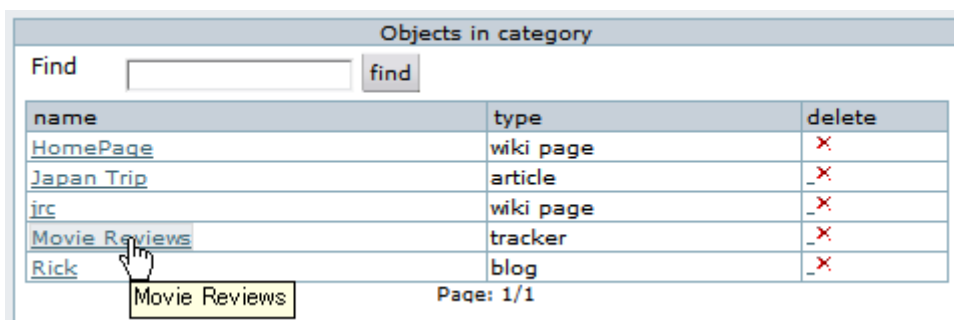 Objects in category
Find find
name type delete
HomePage wiki page
Japan Trip article
jrc wiki page
Movie Reviews tracker
Rick blog
Movie Reviews Page: 1/1